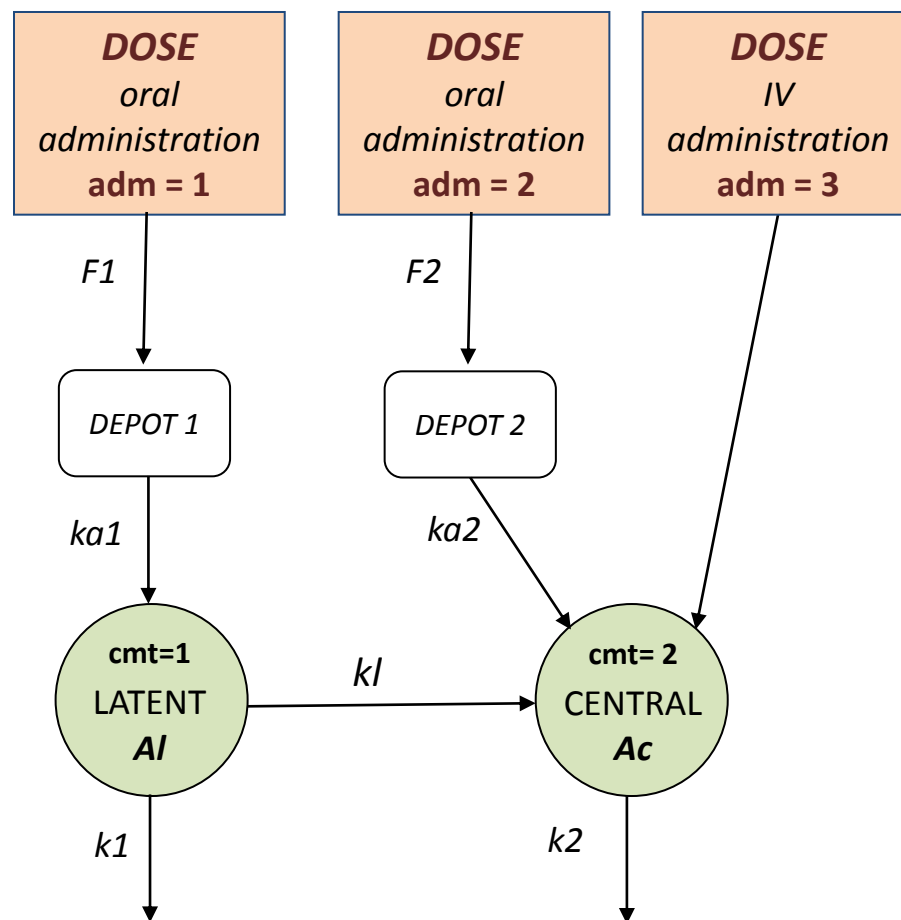 DOSE
oral
administration
adm = 1
DOSE
oral
administration
adm = 2
DOSE
IV
administration
adm = 3
F1
F2
DEPOT 1
DEPOT 2
ka1
ka2
cmt=1
LATENT
Al
kl
cmt= 2
CENTRAL
Ac
k1
k2